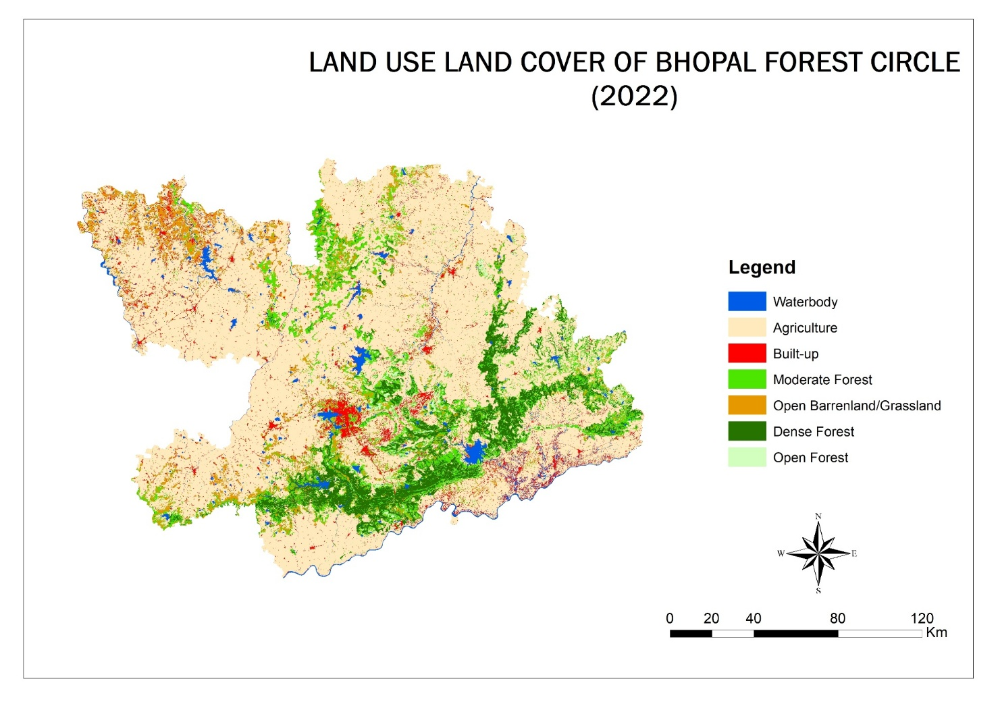 LAND USE LAND COVER OF BHOPAL FOREST CIRCLE
(2022)
Legend
Waterbody
Agriculture
Built-up
Moderate Forest
Open Barrenland/Grassland
Dense Forest
Open Forest
N
W E
S
0 20 40 80 120
Km